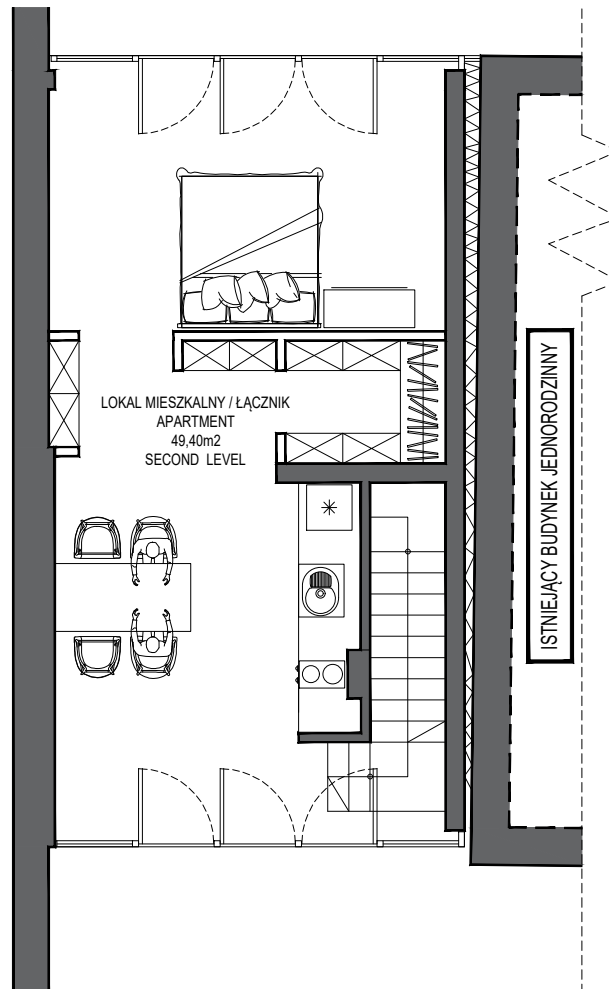 LOKAL MIESZKALNY / ŁĄCZNIK
APARTMENT
49,40m2
SECOND LEVEL
ISTNIEJĄCY BUDYNEK JEDNORODZINNY